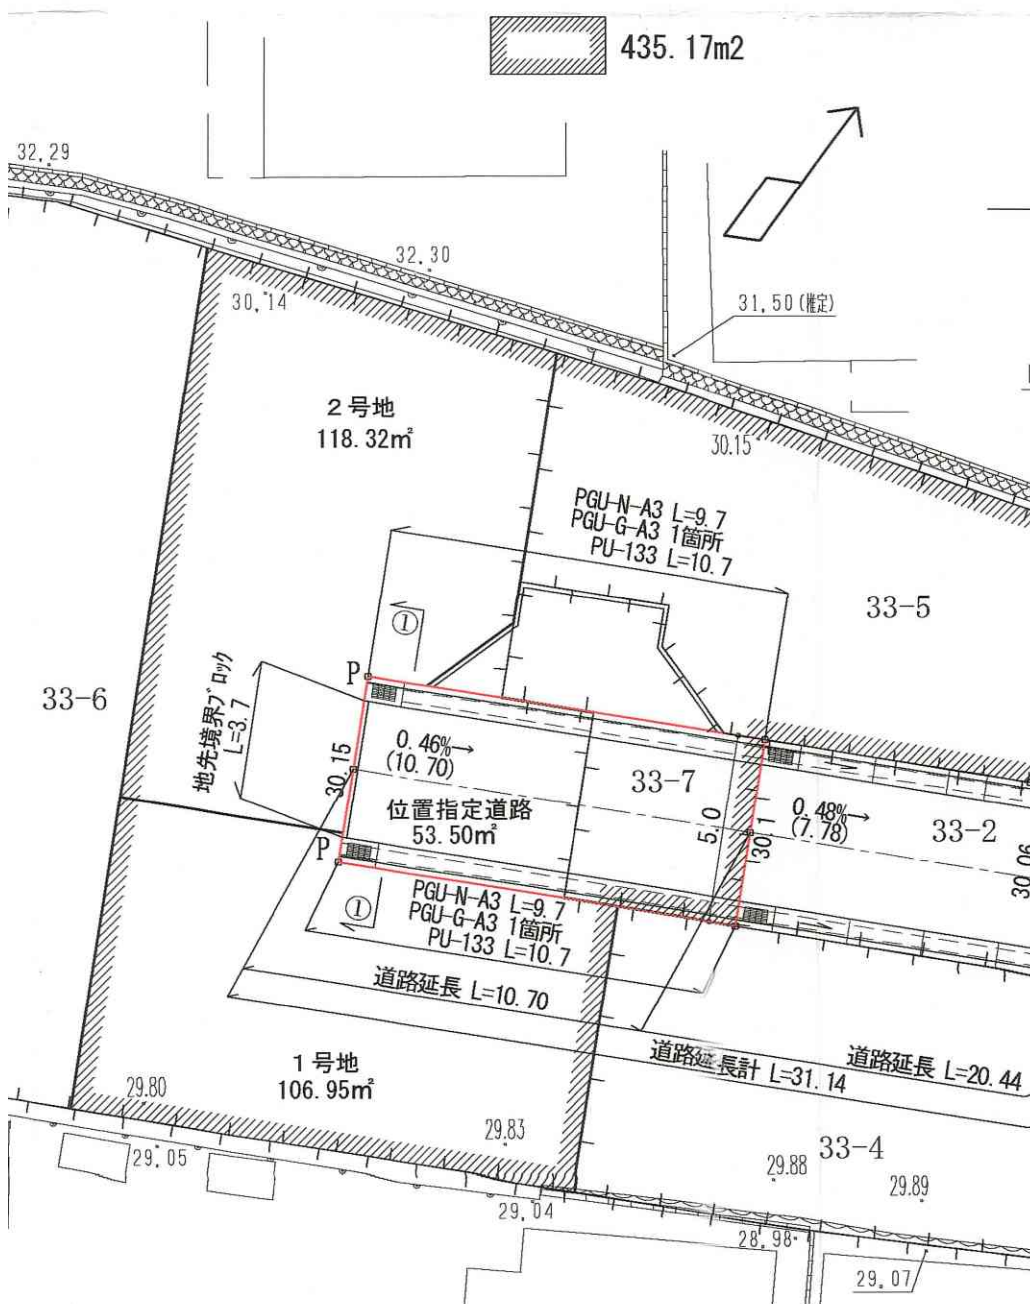 435.17m2
32.29
32.30
30.14
31.50(推定)
2号地
118.32㎡
30.15
PGU-N-A3 L=9.7
PGU-G-A3 1箇所
PU-133 L=10.7
33-5
①
P
33-6
地先境界ブロック
L=3.7
30.15
0.46%→
(10.70)
33-7
位置指定道路
53.50㎡
5.0
30.1
0.48%→
(7.78)
33-2
30.06
P
①
PGU-N-A3 L=9.7
PGU-G-A3 1箇所
PU-133 L=10.7
道路延長 L=10.70
道路延長計 L=31.14
道路延長 L=20.44
1号地
106.95㎡
29.80
29.83
33-4
29.05
29.88
29.89
29.04
28.98
29.07